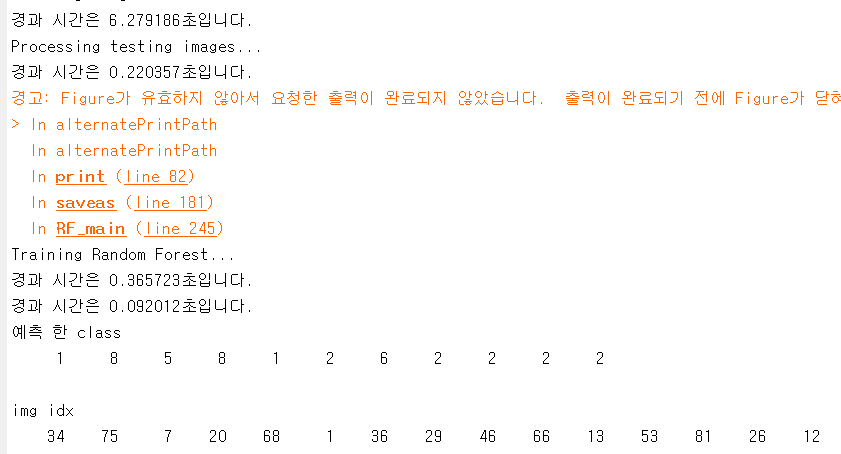 경과 시간은 6.279186초입니다.
Processing testing images...
경과 시간은 0.220357초입니다.
경고: Figure가 유효하지 않아서 요청한 출력이 완료되지 않았습니다. 출력이 완료되기 전에 Figure가
> In alternatePrintPath
In alternatePrintPath
In print (line 82)
In saveas (line 181)
In RF_main (line 245)
Training Random Forest...
경과 시간은 0.365723초입니다.
경과 시간은 0.092012초입니다.
예측 한 class
1 8 5 8 1 2 6 2 2 2 2
img idx
34 75 7 20 68 1 36 29 46 66 13 53 81 26 12